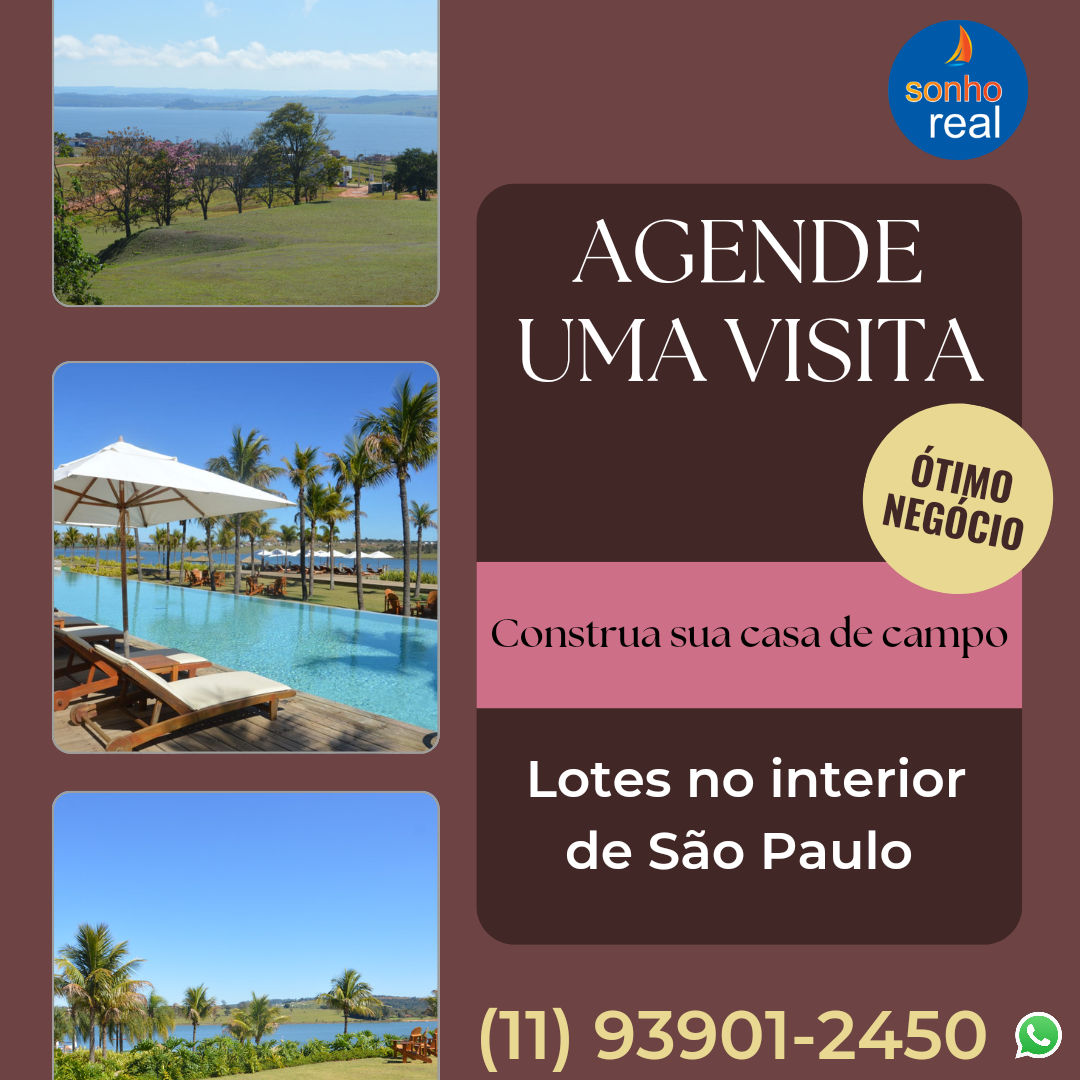 sonho
real
AGENDE
UMA VISITA
ÓTIMO
NEGÓCIO
Construa sua casa de campo
Lotes no interior
de São Paulo
(11) 93901-2450